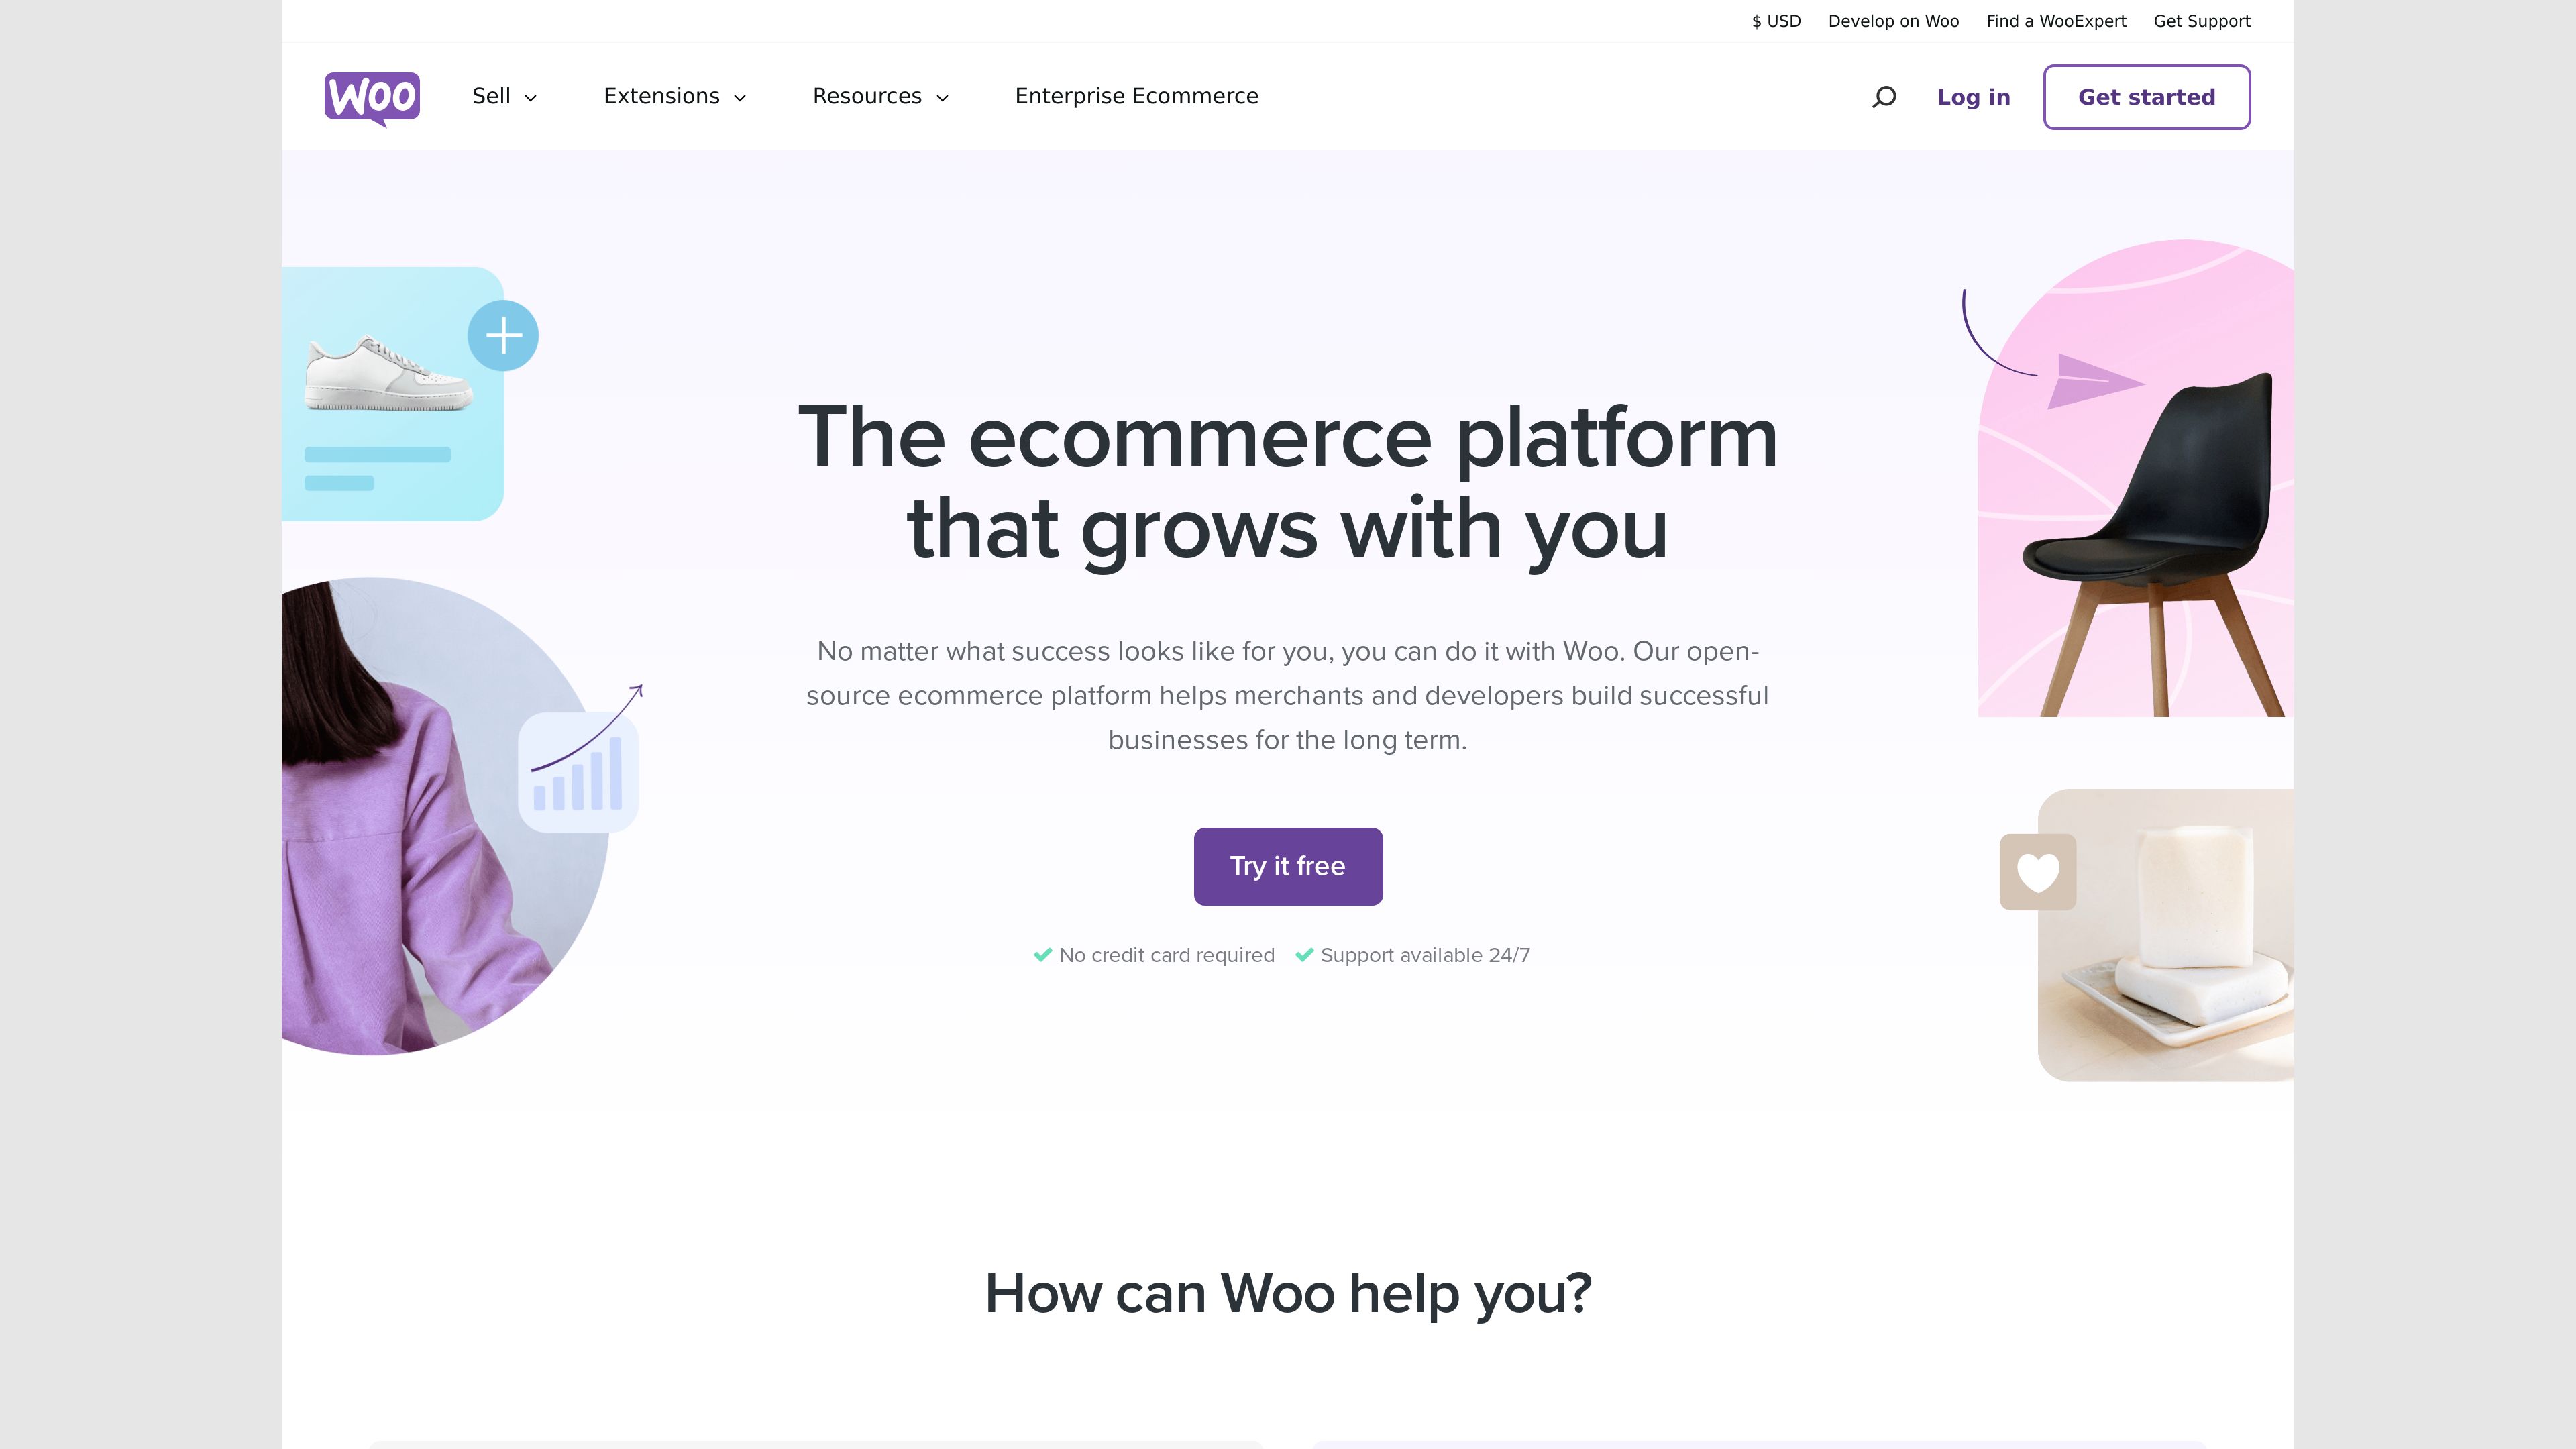 $ USD Develop on Woo Find a WooExpert Get Support
Woo Sell Extensions Resources Enterprise Ecommerce Log in Get started
The ecommerce platform
that grows with you
No matter what success looks like for you, you can do it with Woo. Our open-
source ecommerce platform helps merchants and developers build successful
businesses for the long term.
Try it free
No credit card required Support available 24/7
How can Woo help you?